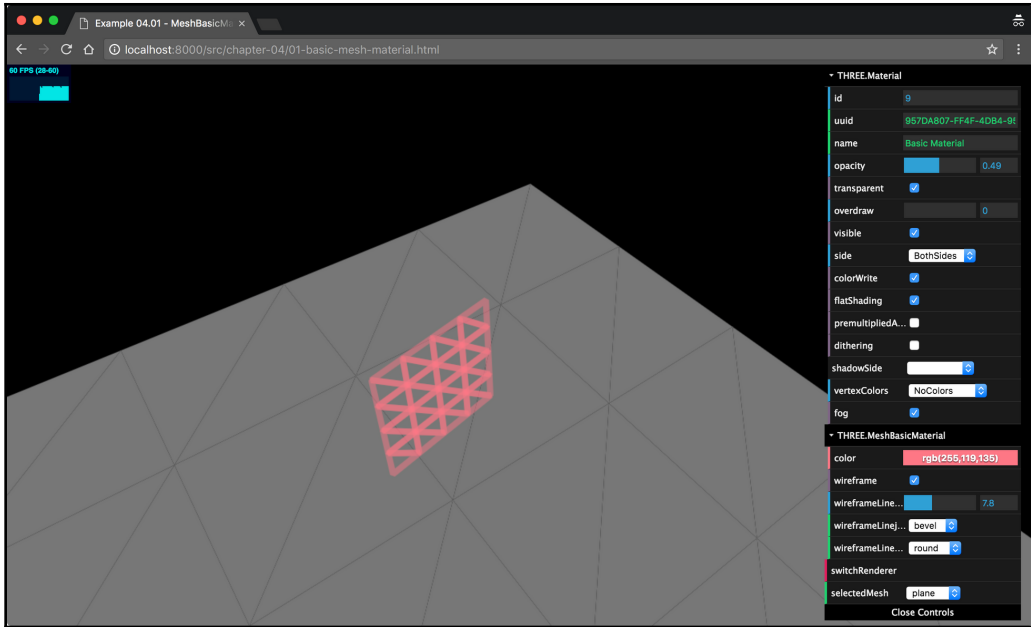 Example 04.01 - MeshBasicMa
localhost:8000/src/chapter-04/01-basic-mesh-material.html
60 FPS (28-60)
THREE.Material
id 9
uuid 957DA807-FF4F-4DB4-95
name Basic Material
opacity 0.49
transparent
overdraw 0
visible
side BothSides
colorWrite
flatShading
premultipliedA...
dithering
shadowSide
vertexColors NoColors
fog
THREE.MeshBasicMaterial
color rgb(255,119,135)
wireframe
wireframeLine... 7.8
wireframeLinej... bevel
wireframeLine... round
switchRenderer
selectedMesh plane
Close Controls